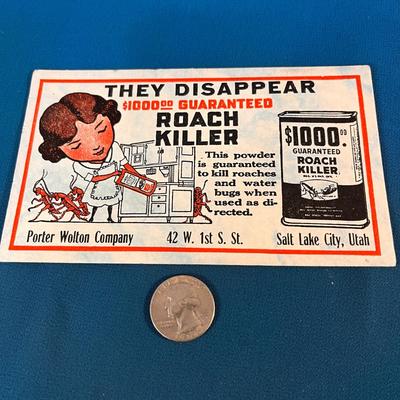 THEY DISAPPEAR
$1000.00 GUARANTEED
ROACH
KILLER
This powder
is guaranteed
to kill roaches
and water
bugs when
used as di-
rected.
$1000.00
GUARANTEED
ROACH
KILLER
Porter Wolton Company 42 W. 1st S. St. Salt Lake City, Utah